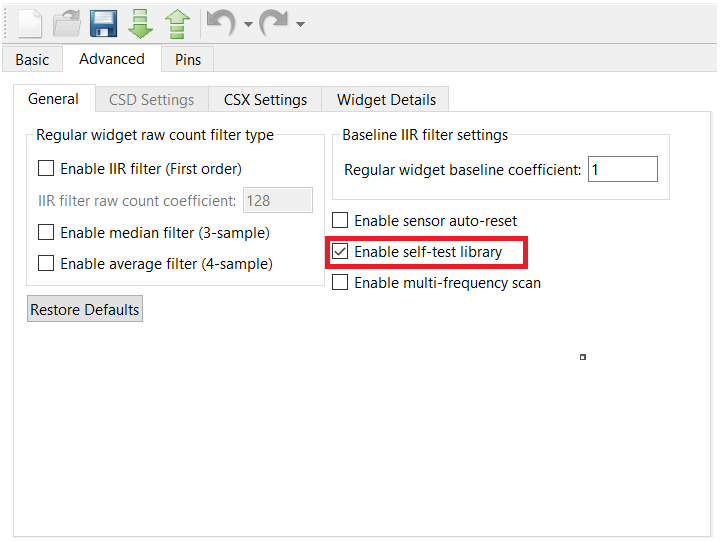 Basic Advanced Pins
General CSD Settings CSX Settings Widget Details
Regular widget raw count filter type
Enable IIR filter (First order)
IIR filter raw count coefficient: 128
Enable median filter (3-sample)
Enable average filter (4-sample)
Restore Defaults
Baseline IIR filter settings
Regular widget baseline coefficient: 1
Enable sensor auto-reset
Enable self-test library
Enable multi-frequency scan